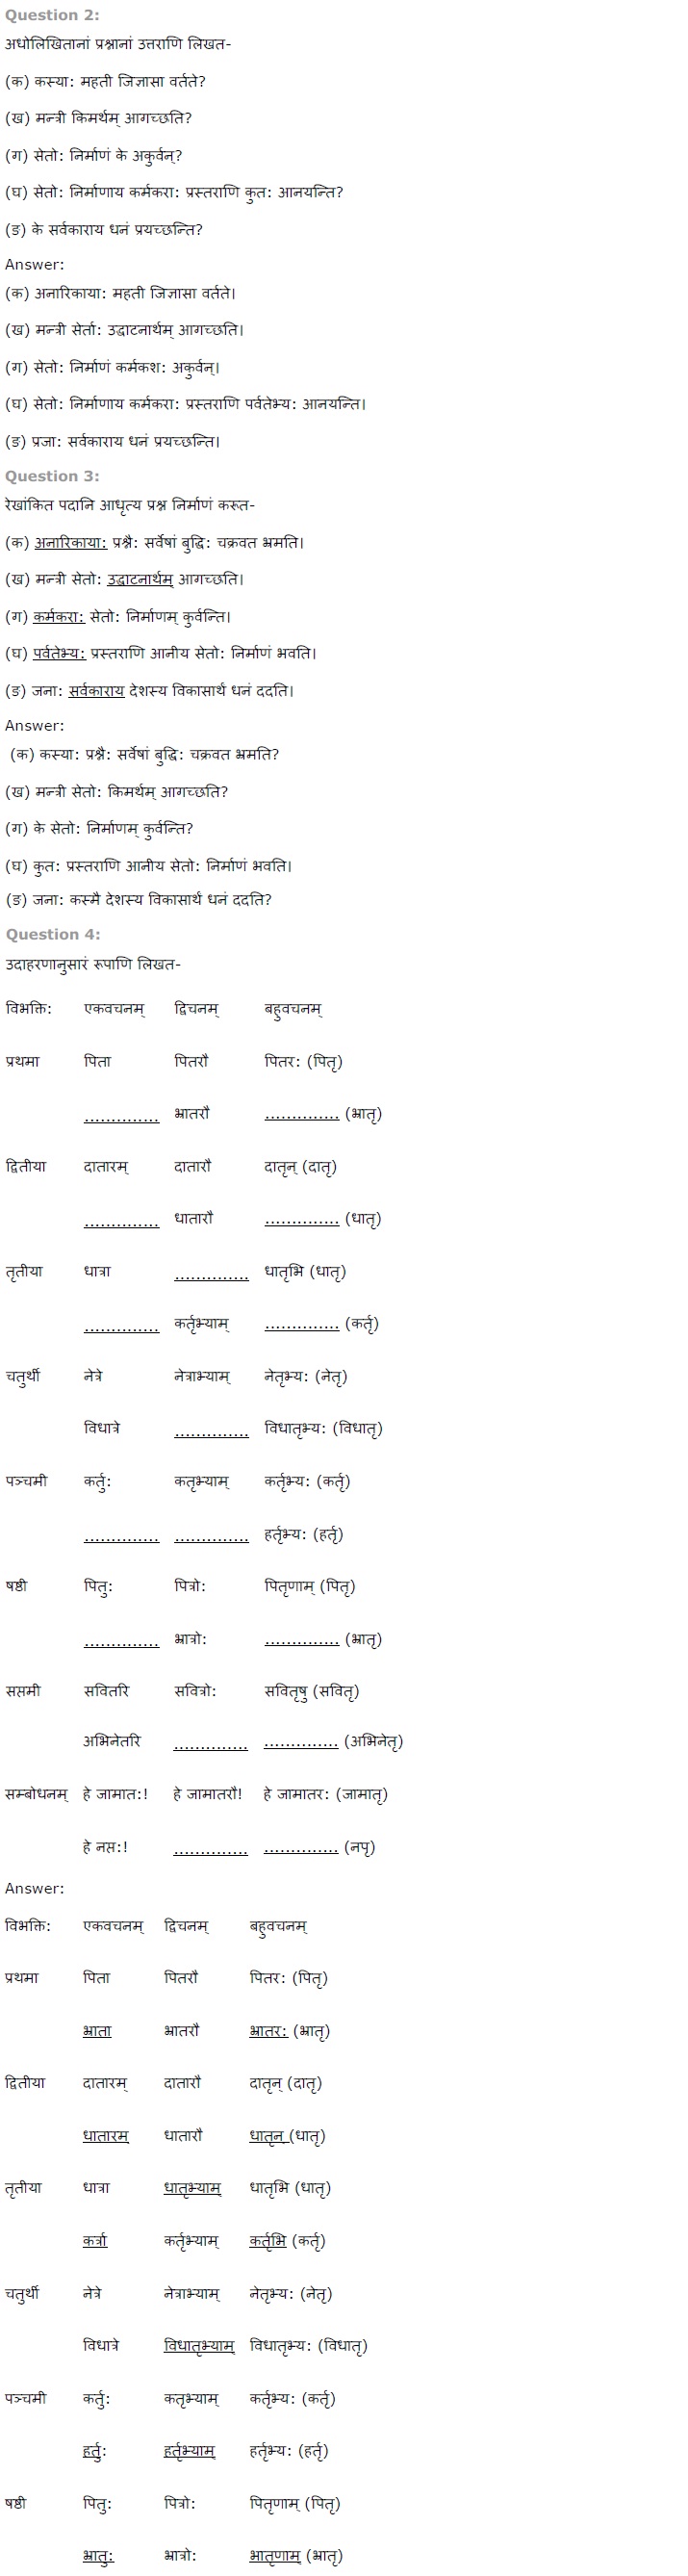 Question 2:
अधोलिखितानां प्रश्नानां उत्तराणि लिखत-
(क) कस्या: महती जिज्ञासा वर्तते?
(ख) मन्त्री किमर्थम् आगच्छति?
(ग) सेतो: निर्माणं के अकुर्वन्?
(घ) सेतो: निर्माणाय कर्मकरा: प्रस्तराणि कुत: आनयन्ति?
(ङ) के सर्वकाराय धनं प्रयच्छन्ति?
Answer:
(क) अनारिकाया: महती जिज्ञासा वर्तते।
(ख) मन्त्री सेर्ता: उद्घाटनार्थम् आगच्छति।
(ग) सेतो: निर्माणं कर्मकश: अकुर्वन्।
(घ) सेतो: निर्माणाय कर्मकरा: प्रस्तराणि पर्वतेभ्य: आनयन्ति।
(ङ) प्रजा: सर्वकाराय धनं प्रयच्छन्ति।
Question 3:
रेखांकित पदानि आधृत्य प्रश्न निर्माणं करूत-
(क) अनारिकाया: प्रश्नै: सर्वेषां बुद्धि: चक्रवत भ्रमति।
(ख) मन्त्री सेतो: उद्घाटनार्थम् आगच्छति।
(ग) कर्मकरा: सेतो: निर्माणम् कुर्वन्ति।
(घ) पर्वतेभ्य: प्रस्तराणि आनीय सेतो: निर्माणं भवति।
(ङ) जना: सर्वकाराय देशस्य विकासार्थ धनं ददति।
Answer:
(क) कस्या: प्रश्नै: सर्वेषां बुद्धि: चक्रवत भ्रमति?
(ख) मन्त्री सेतो: किमर्थम् आगच्छति?
(ग) के सेतो: निर्माणम् कुर्वन्ति?
(घ) कुत: प्रस्तराणि आनीय सेतो: निर्माणं भवति।
(ङ) जना: कस्मै देशस्य विकासार्थ धनं ददति?
Question 4:
उदाहरणानुसारं रूपाणि लिखत-
विभक्ति: एकवचनम् द्विचनम् बहुवचनम्
प्रथमा पिता पितरौ पितर: (पितृ)
.............. भ्रातरौ .............. (भ्रातृ)
द्वितीया दातारम् दातारौ दातृन् (दातृ)
.............. धातारौ .............. (धातृ)
तृतीया धात्रा .............. धातृभि (धातृ)
.............. कर्तृभ्याम् .............. (कर्तृ)
चतुर्थी नेत्रे नेत्राभ्याम् नेतृभ्य: (नेतृ)
विधात्रे .............. विधातृभ्य: (विधातृ)
पञ्चमी कर्तु: कतृभ्याम् कर्तृभ्य: (कर्तृ)
.............. .............. हर्तृभ्य: (हर्तृ)
षष्ठी पितु: पित्रो: पितृणाम् (पितृ)
.............. भ्रात्रो: .............. (भ्रातृ)
सप्तमी सवितरि सवित्रो: सवितृषु (सवितृ)
अभिनेतरि .............. .............. (अभिनेतृ)
सम्बोधनम् हे जामात:! हे जामातरौ! हे जामातर: (जामातृ)
हे नप्त:! .............. .............. (नपृ)
Answer:
विभक्ति: एकवचनम् द्विचनम् बहुवचनम्
प्रथमा पिता पितरौ पितर: (पितृ)
भ्राता भ्रातरौ भ्रातर: (भ्रातृ)
द्वितीया दातारम् दातारौ दातृन् (दातृ)
धातारम् धातारौ धातृन् (धातृ)
तृतीया धात्रा धातृभ्याम् धातृभि (धातृ)
कर्त्रा कर्तृभ्याम् कर्तृभि (कर्तृ)
चतुर्थी नेत्रे नेत्राभ्याम् नेतृभ्य: (नेतृ)
विधात्रे विधातृभ्याम् विधातृभ्य: (विधातृ)
पञ्चमी कर्तु: कतृभ्याम् कर्तृभ्य: (कर्तृ)
हर्तु: हर्तृभ्याम् हर्तृभ्य: (हर्तृ)
षष्ठी पितु: पित्रो: पितृणाम् (पितृ)
भ्रातु: भ्रात्रो: भातृणाम् (भ्रातृ)